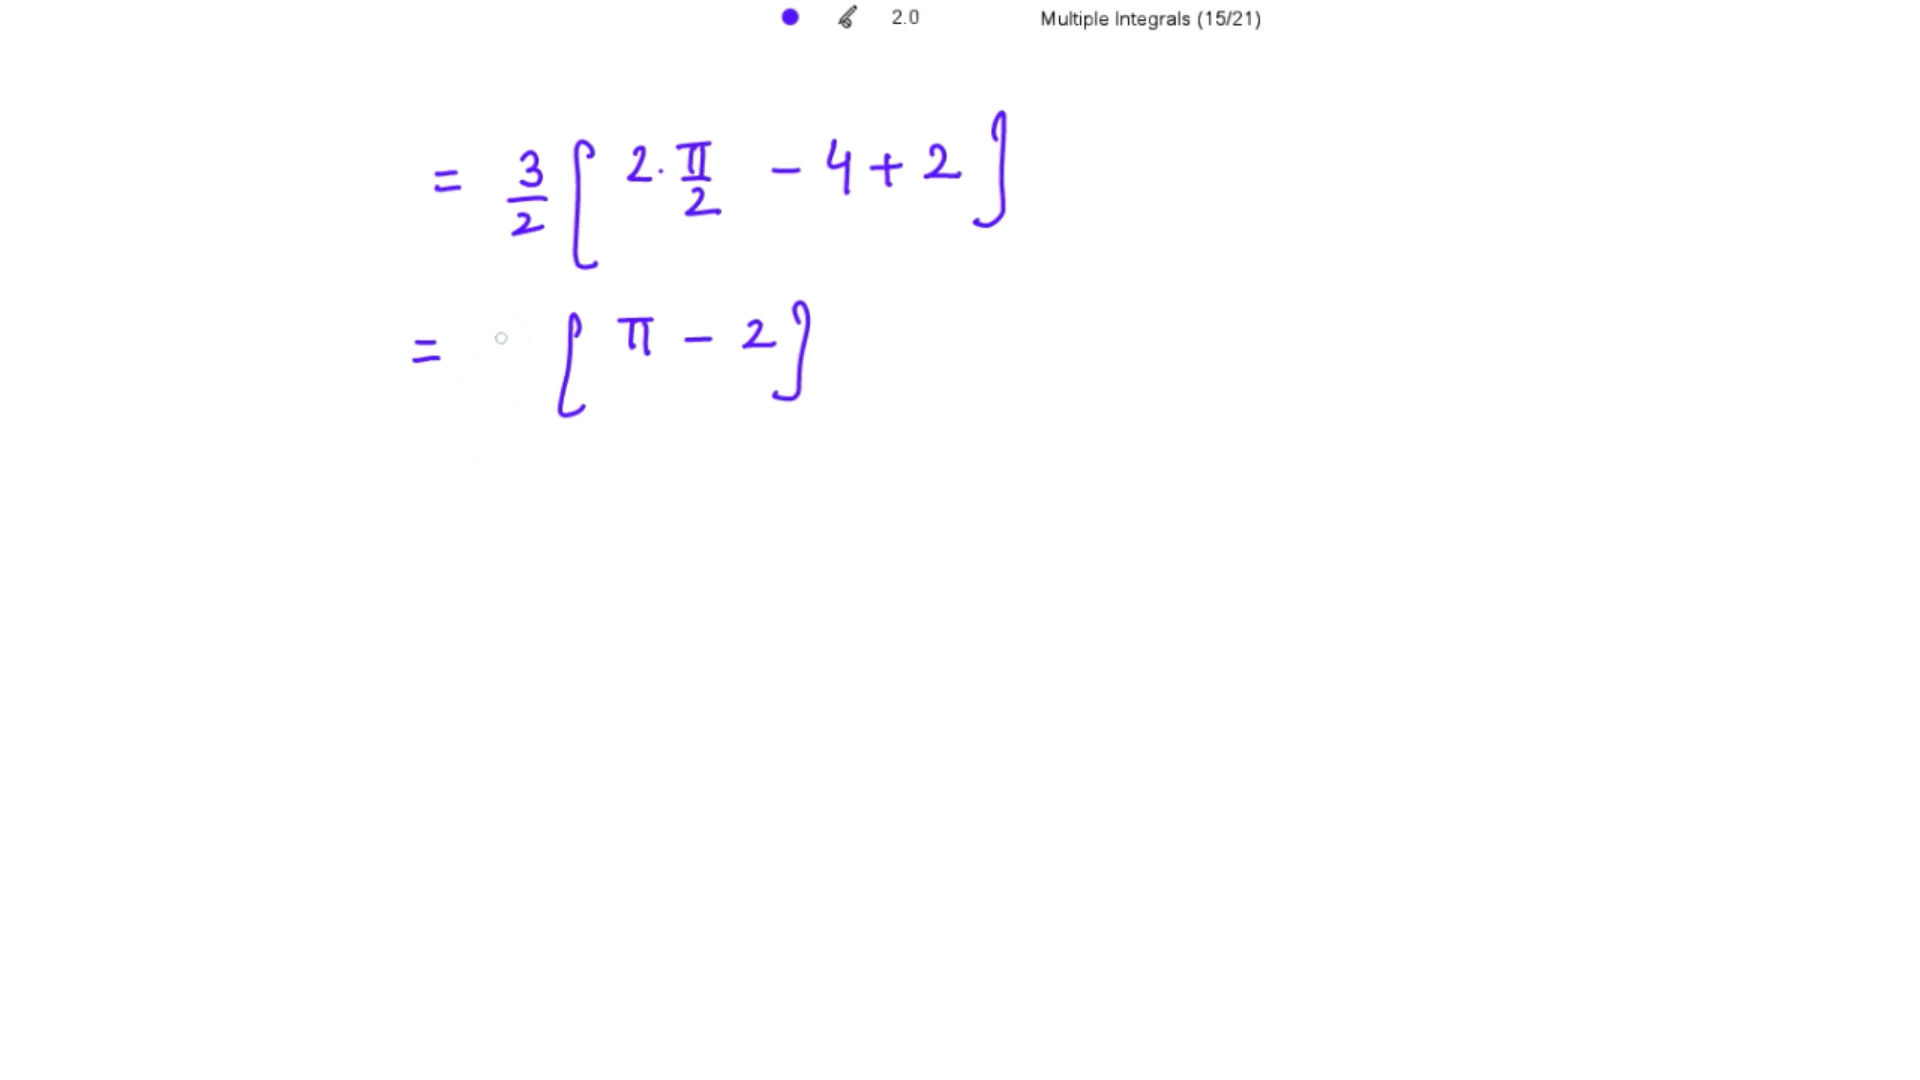 2.0 Multiple Integrals (15/21)
= 3/2 [ 2·π/2 - 4 + 2 ]
= [ π - 2 ]